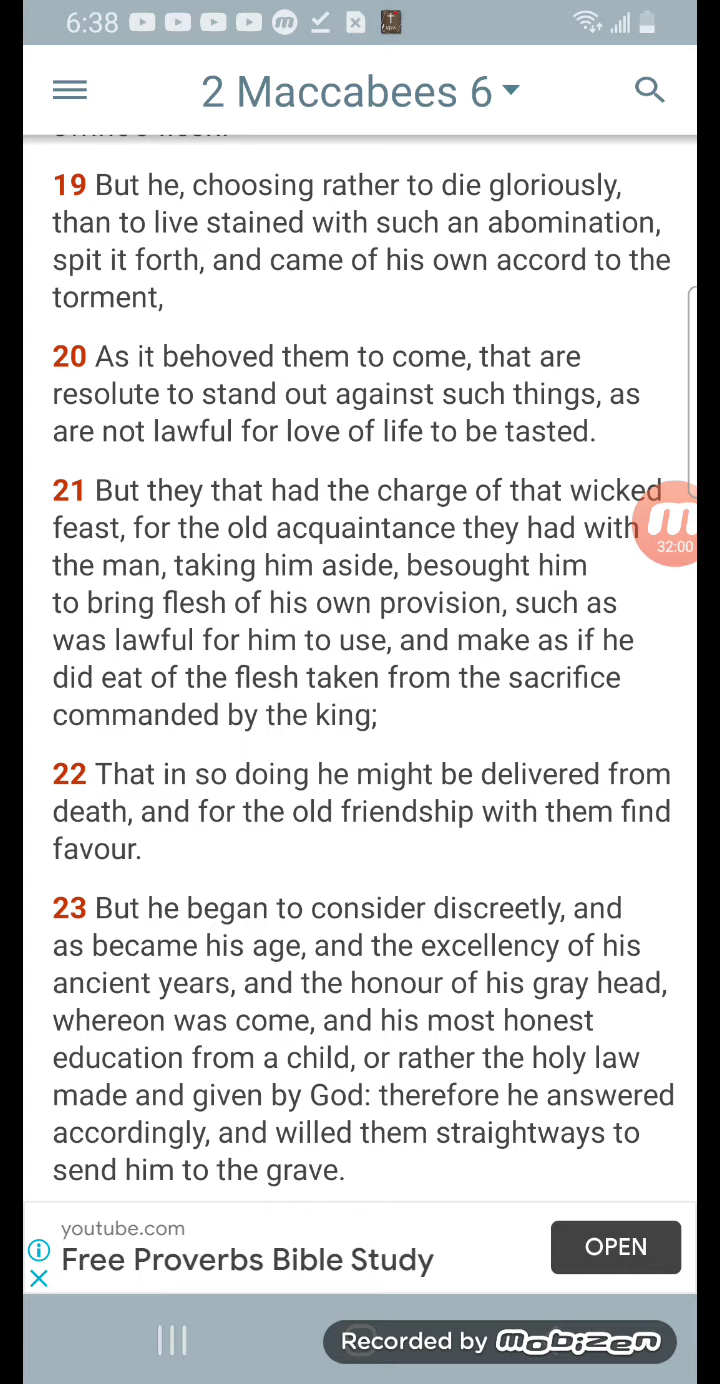 6:38
2 Maccabees 6
19 But he, choosing rather to die gloriously,
than to live stained with such an abomination,
spit it forth, and came of his own accord to the
torment,
20 As it behoved them to come, that are
resolute to stand out against such things, as
are not lawful for love of life to be tasted.
21 But they that had the charge of that wicked
feast, for the old acquaintance they had with
the man, taking him aside, besought him
to bring flesh of his own provision, such as
was lawful for him to use, and make as if he
did eat of the flesh taken from the sacrifice
commanded by the king;
m
32:00
22 That in so doing he might be delivered from
death, and for the old friendship with them find
favour.
23 But he began to consider discreetly, and
as became his age, and the excellency of his
ancient years, and the honour of his gray head,
whereon was come, and his most honest
education from a child, or rather the holy law
made and given by God: therefore he answered
accordingly, and willed them straightways to
send him to the grave.
youtube.com
Free Proverbs Bible Study
OPEN
Recorded by mobizen